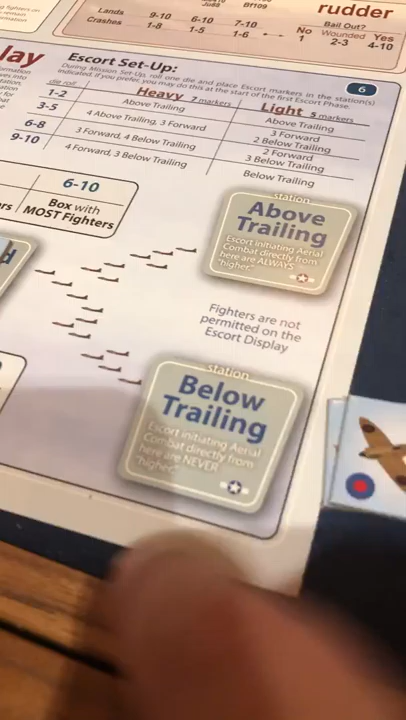 Ju88
Bf109
rudder
Lands
9-10
6-10
7-10
Bail Out?
Crashes
1-8
1-5
1-6
No Wounded Yes
1 2-3 4-10
lay
Escort Set-Up:
During Mission Set-Up, roll one die and place Escort markers in the station(s)
indicated. If you prefer you may do this at the start of the first Escort Phase.
6
die roll
Heavy 7 markers
Light 5 markers
1-2
Above Trailing
Above Trailing
3-5
4 Above Trailing, 3 Forward
3 Forward
2 Below Trailing
6-8
3 Forward, 4 Below Trailing
2 Forward
3 Below Trailing
9-10
4 Forward, 3 Below Trailing
Below Trailing
6-10
Box with
MOST Fighters
station
Above
Trailing
Escort initiating Aerial
Combat directly from
here are ALWAYS
"higher."
Fighters are not
permitted on the
Escort Display
station
Below
Trailing
Escort initiating Aerial
Combat directly from
here are NEVER
"higher."